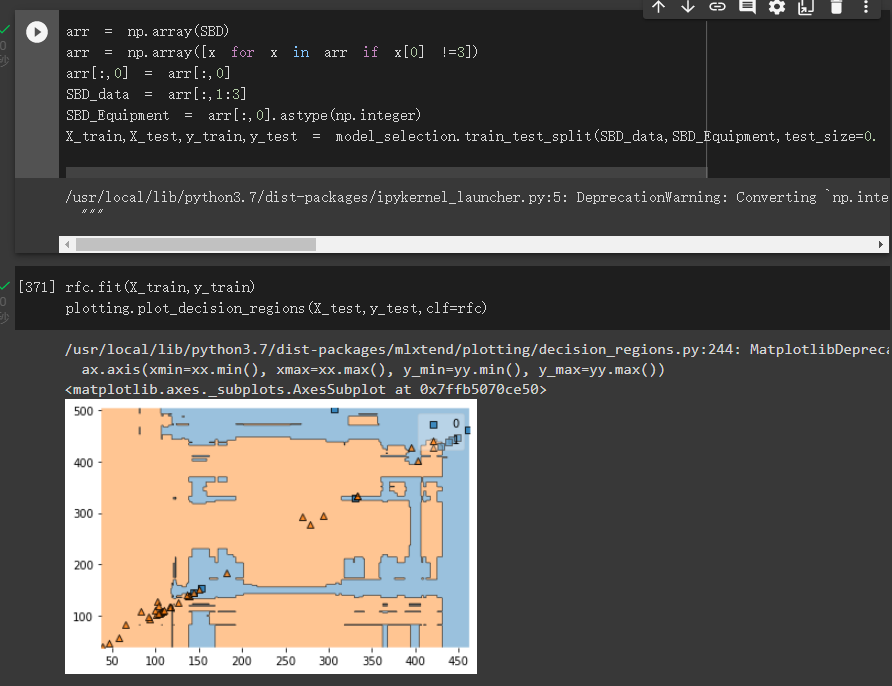 arr = np.array(SBD)
arr = np.array([x for x in arr if x[0] !=3])
arr[:,0] = arr[:,0]
SBD_data = arr[:,1:3]
SBD_Equipment = arr[:,0].astype(np.integer)
X_train,X_test,y_train,y_test = model_selection.train_test_split(SBD_data,SBD_Equipment,test_size=0.
/usr/local/lib/python3.7/dist-packages/ipykernel_launcher.py:5: DeprecationWarning: Converting `np.inte
"""
[371] rfc.fit(X_train,y_train)
plotting.plot_decision_regions(X_test,y_test,clf=rfc)
/usr/local/lib/python3.7/dist-packages/mlxtend/plotting/decision_regions.py:244: MatplotlibDepreca
ax.axis(xmin=xx.min(), xmax=xx.max(), y_min=yy.min(), y_max=yy.max())
<matplotlib.axes._subplots.AxesSubplot at 0x7ffb5070ce50>
500
0
1
400
300
200
100
50 100 150 200 250 300 350 400 450